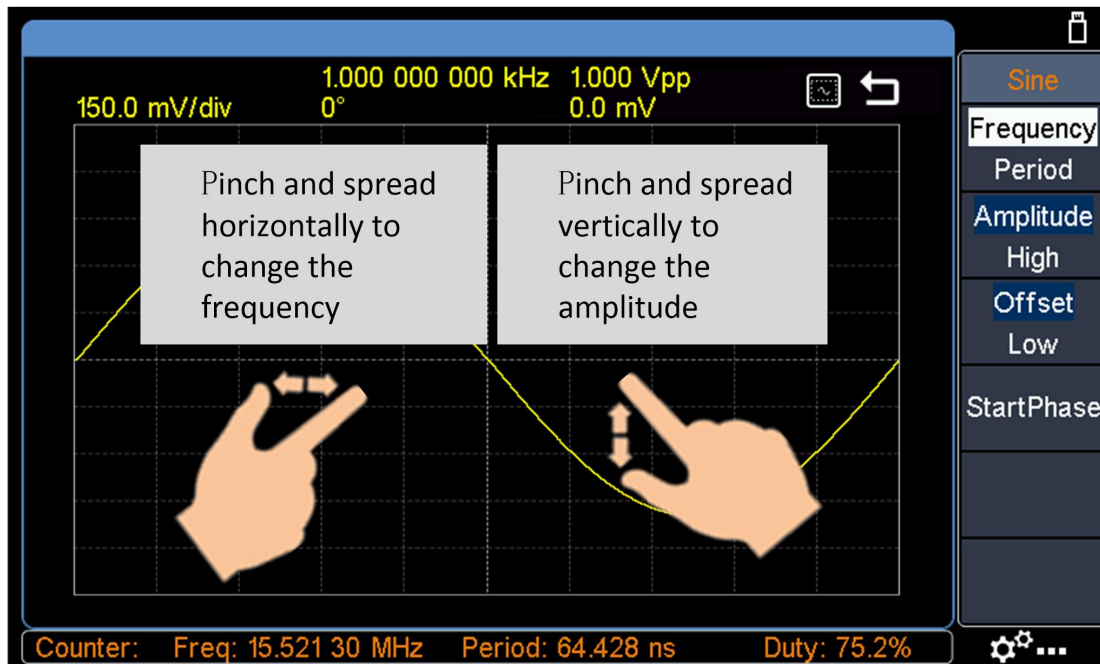 1.000 000 000 kHz 1.000 Vpp
150.0 mV/div 0° 0.0 mV
Pinch and spread
horizontally to
change the
frequency
Pinch and spread
vertically to
change the
amplitude
Sine
Frequency
Period
Amplitude
High
Offset
Low
StartPhase
Counter: Freq: 15.521 30 MHz Period: 64.428 ns Duty: 75.2%